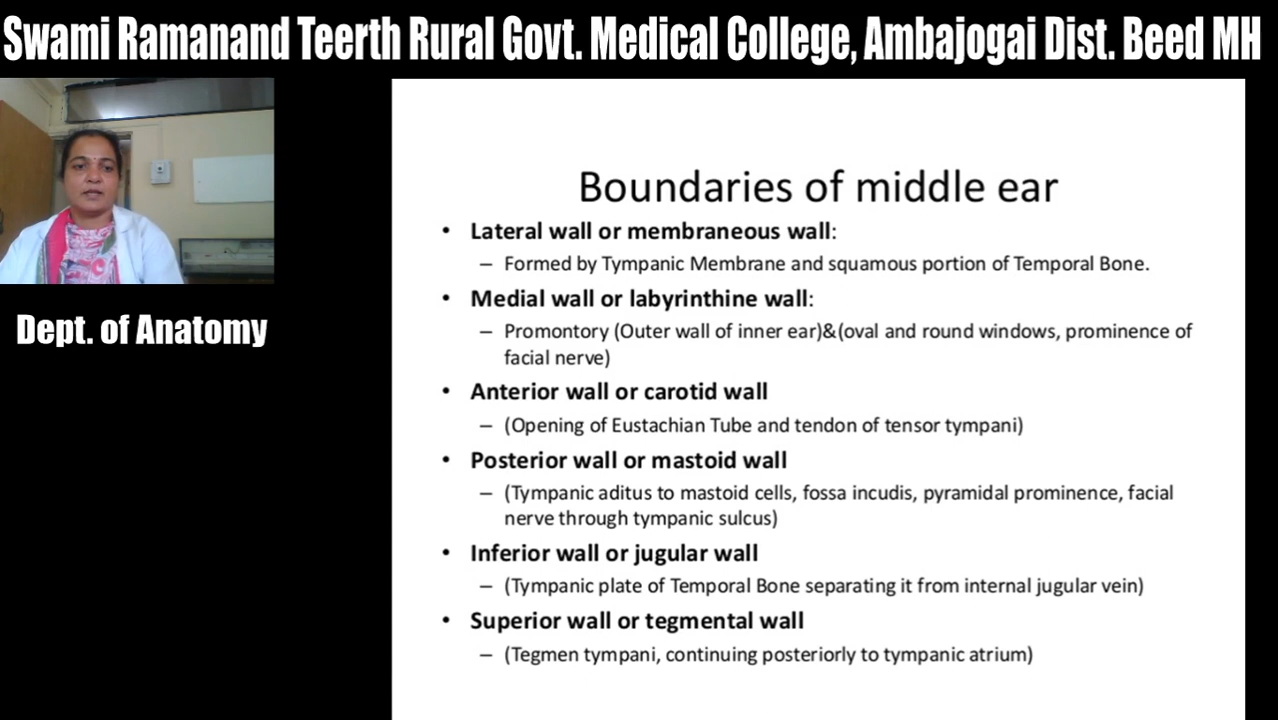 Swami Ramanand Teerth Rural Govt. Medical College, Ambajogai Dist. Beed MH
Dept. of Anatomy
Boundaries of middle ear
• Lateral wall or membraneous wall:
– Formed by Tympanic Membrane and squamous portion of Temporal Bone.
• Medial wall or labyrinthine wall:
– Promontory (Outer wall of inner ear)&(oval and round windows, prominence of
facial nerve)
• Anterior wall or carotid wall
– (Opening of Eustachian Tube and tendon of tensor tympani)
• Posterior wall or mastoid wall
– (Tympanic aditus to mastoid cells, fossa incudis, pyramidal prominence, facial
nerve through tympanic sulcus)
• Inferior wall or jugular wall
– (Tympanic plate of Temporal Bone separating it from internal jugular vein)
• Superior wall or tegmental wall
– (Tegmen tympani, continuing posteriorly to tympanic atrium)